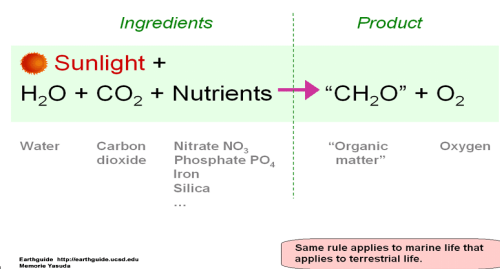 Ingredients Product
Sunlight +
H₂O + CO₂ + Nutrients “CH₂O” + O₂
Water Carbon dioxide Nitrate NO₃ “Organic matter” Oxygen
Phosphate PO₄
Iron
Silica
...
Same rule applies to marine life that
applies to terrestrial life.
Earthguide http://earthguide.ucsd.edu
Memorie Yasuda